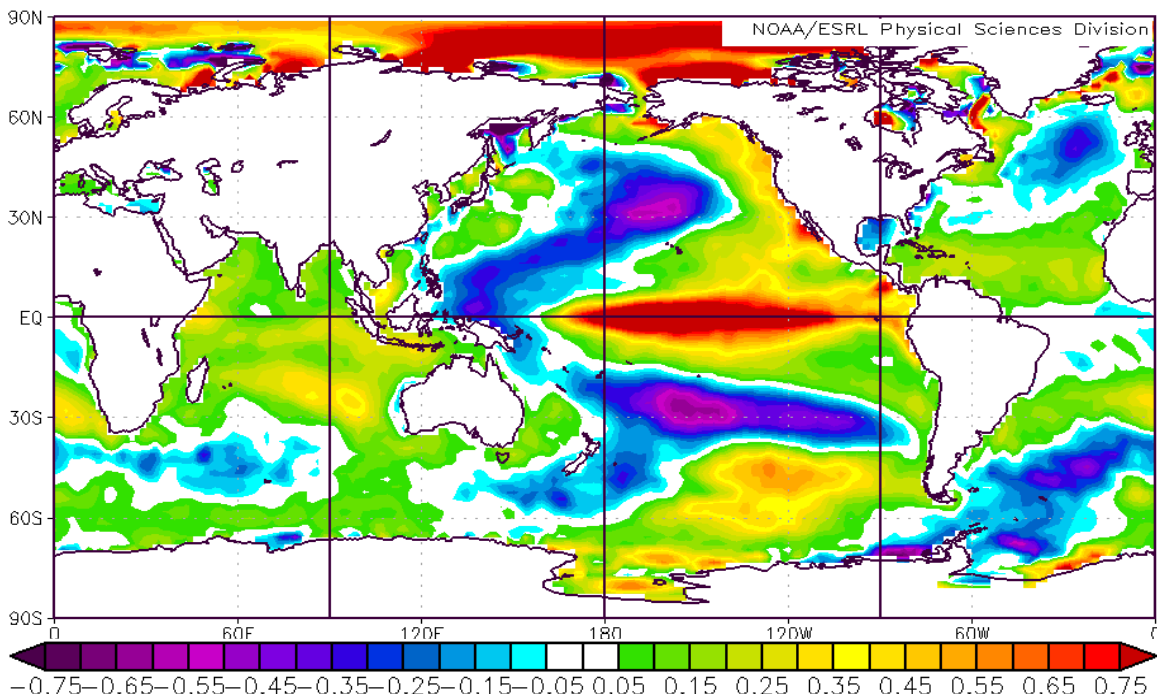 90N
NOAA/ESRL Physical Sciences Division
60N
30N
EQ
30S
60S
90S
0 60E 120E 180 120W 60W 0
-0.75-0.65-0.55-0.45-0.35-0.25-0.15-0.05 0.05 0.15 0.25 0.35 0.45 0.55 0.65 0.75